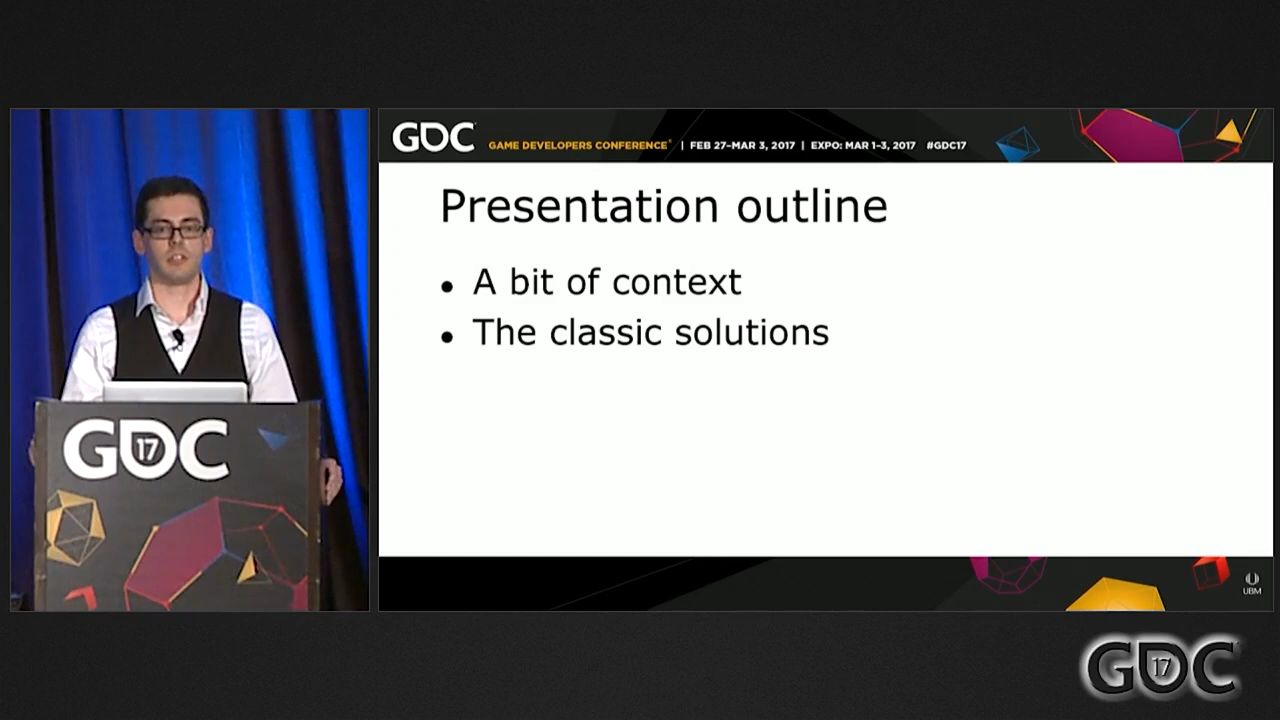 GDC
GAME DEVELOPERS CONFERENCE® | FEB 27–MAR 3, 2017 | EXPO: MAR 1–3, 2017 #GDC17
Presentation outline
• A bit of context
• The classic solutions
GDC
17
UBM
GDC
17